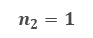 n₂ = 1